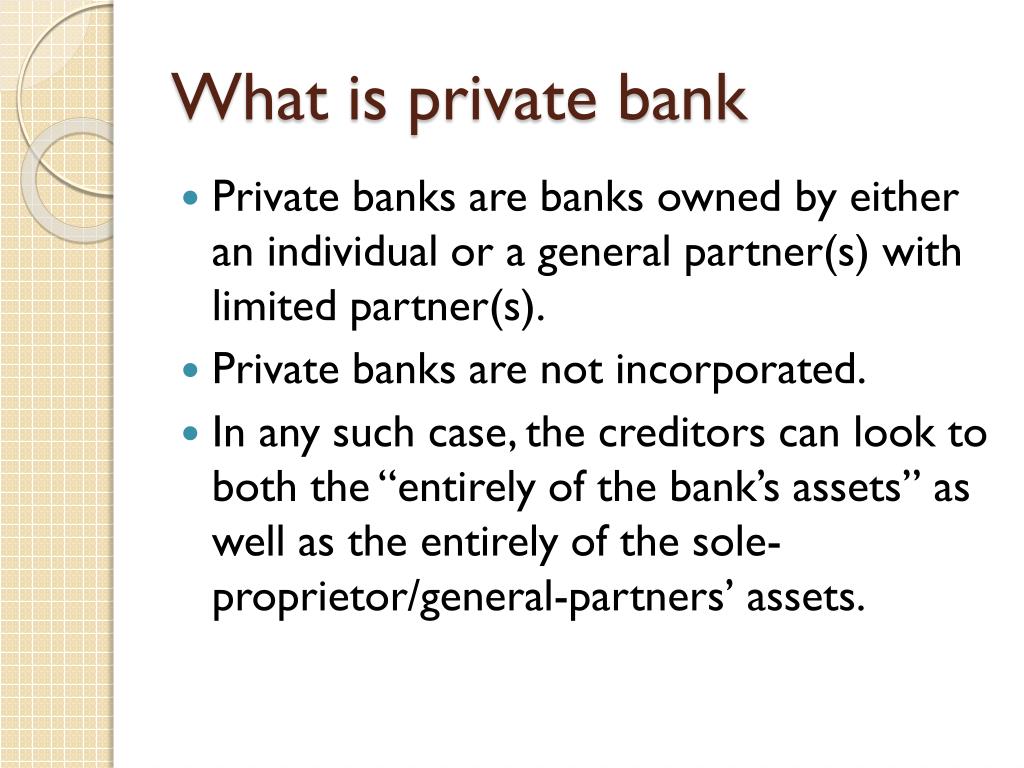 What is private bank
• Private banks are banks owned by either
an individual or a general partner(s) with
limited partner(s).
• Private banks are not incorporated.
• In any such case, the creditors can look to
both the “entirely of the bank’s assets” as
well as the entirely of the sole-
proprietor/general-partners’ assets.